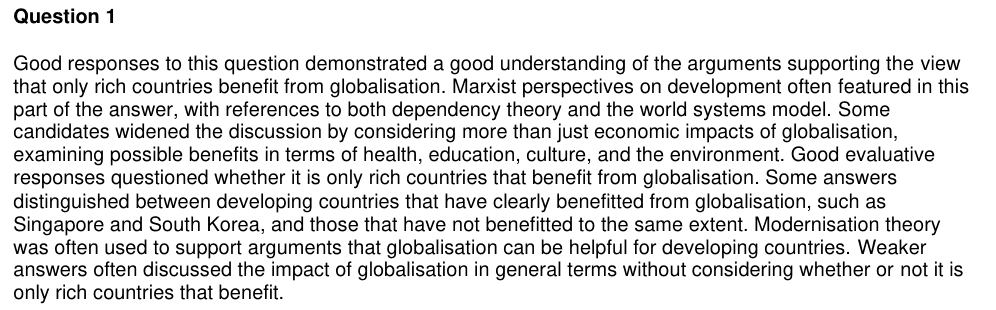 Question 1
Good responses to this question demonstrated a good understanding of the arguments supporting the view
that only rich countries benefit from globalisation. Marxist perspectives on development often featured in this
part of the answer, with references to both dependency theory and the world systems model. Some
candidates widened the discussion by considering more than just economic impacts of globalisation,
examining possible benefits in terms of health, education, culture, and the environment. Good evaluative
responses questioned whether it is only rich countries that benefit from globalisation. Some answers
distinguished between developing countries that have clearly benefitted from globalisation, such as
Singapore and South Korea, and those that have not benefitted to the same extent. Modernisation theory
was often used to support arguments that globalisation can be helpful for developing countries. Weaker
answers often discussed the impact of globalisation in general terms without considering whether or not it is
only rich countries that benefit.